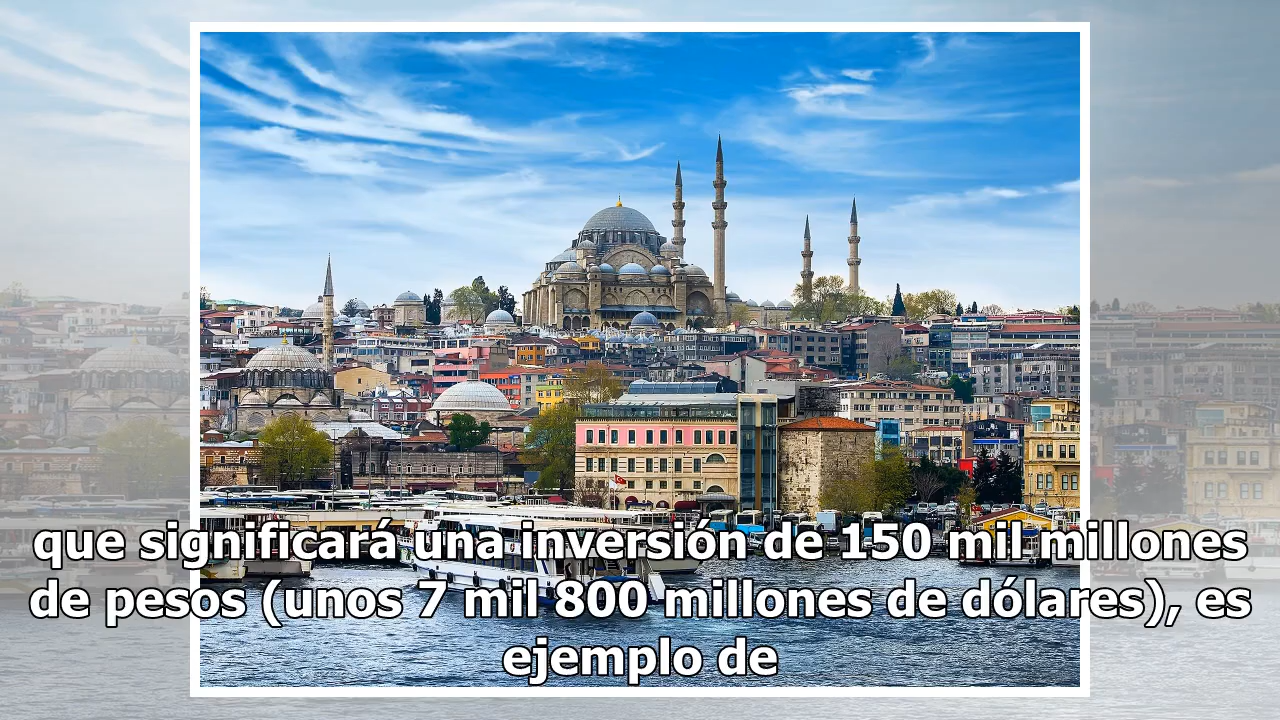 que significará una inversión de 150 mil millones
de pesos (unos 7 mil 800 millones de dólares), es
ejemplo de